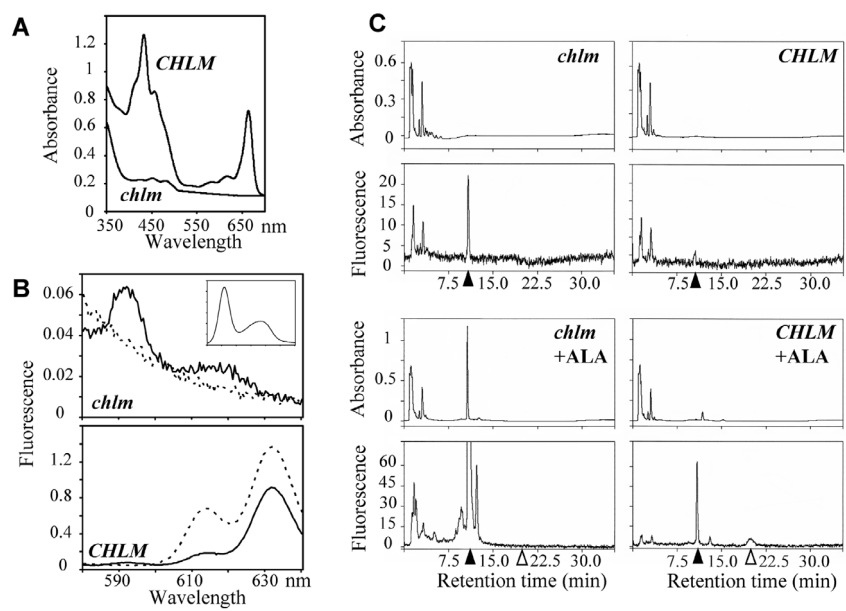 A
1.2
1
0.8
0.6
0.4
0.2
0
Absorbance
CHLM
chlm
350 450 550 650 nm
Wavelength
B
0.06
0.04
0.02
0
chlm
Fluorescence
1.2
0.8
0.4
0
CHLM
590 610 630 nm
Wavelength
C
chlm
CHLM
Absorbance
0.6
0.3
0
Fluorescence
20
15
10
5
0
7.5 15.0 22.5 30.0
7.5 15.0 22.5 30.0
chlm
+ALA
CHLM
+ALA
Absorbance
1
0.5
0
Fluorescence
60
45
30
15
0
7.5 15.0 22.5 30.0
7.5 15.0 22.5 30.0
Retention time (min)
Retention time (min)